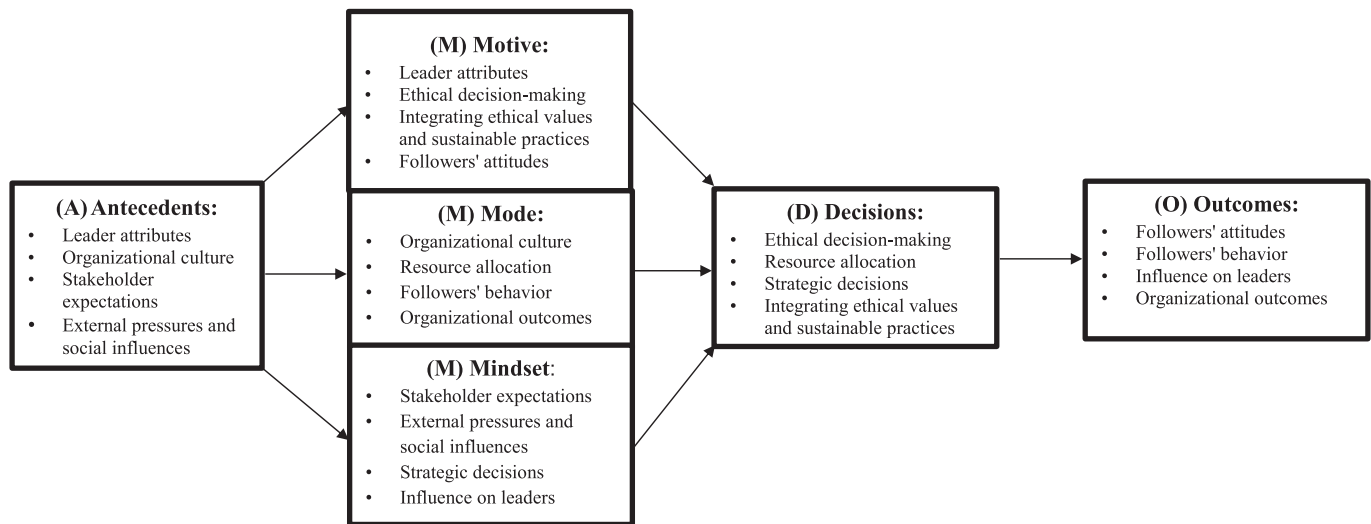 (A) Antecedents:
• Leader attributes
• Organizational culture
• Stakeholder
expectations
• External pressures and
social influences
(M) Motive:
• Leader attributes
• Ethical decision-making
• Integrating ethical values
and sustainable practices
• Followers' attitudes
(M) Mode:
• Organizational culture
• Resource allocation
• Followers' behavior
• Organizational outcomes
(M) Mindset:
• Stakeholder expectations
• External pressures and
social influences
• Strategic decisions
• Influence on leaders
(D) Decisions:
• Ethical decision-making
• Resource allocation
• Strategic decisions
• Integrating ethical values
and sustainable practices
(O) Outcomes:
• Followers' attitudes
• Followers' behavior
• Influence on leaders
• Organizational outcomes